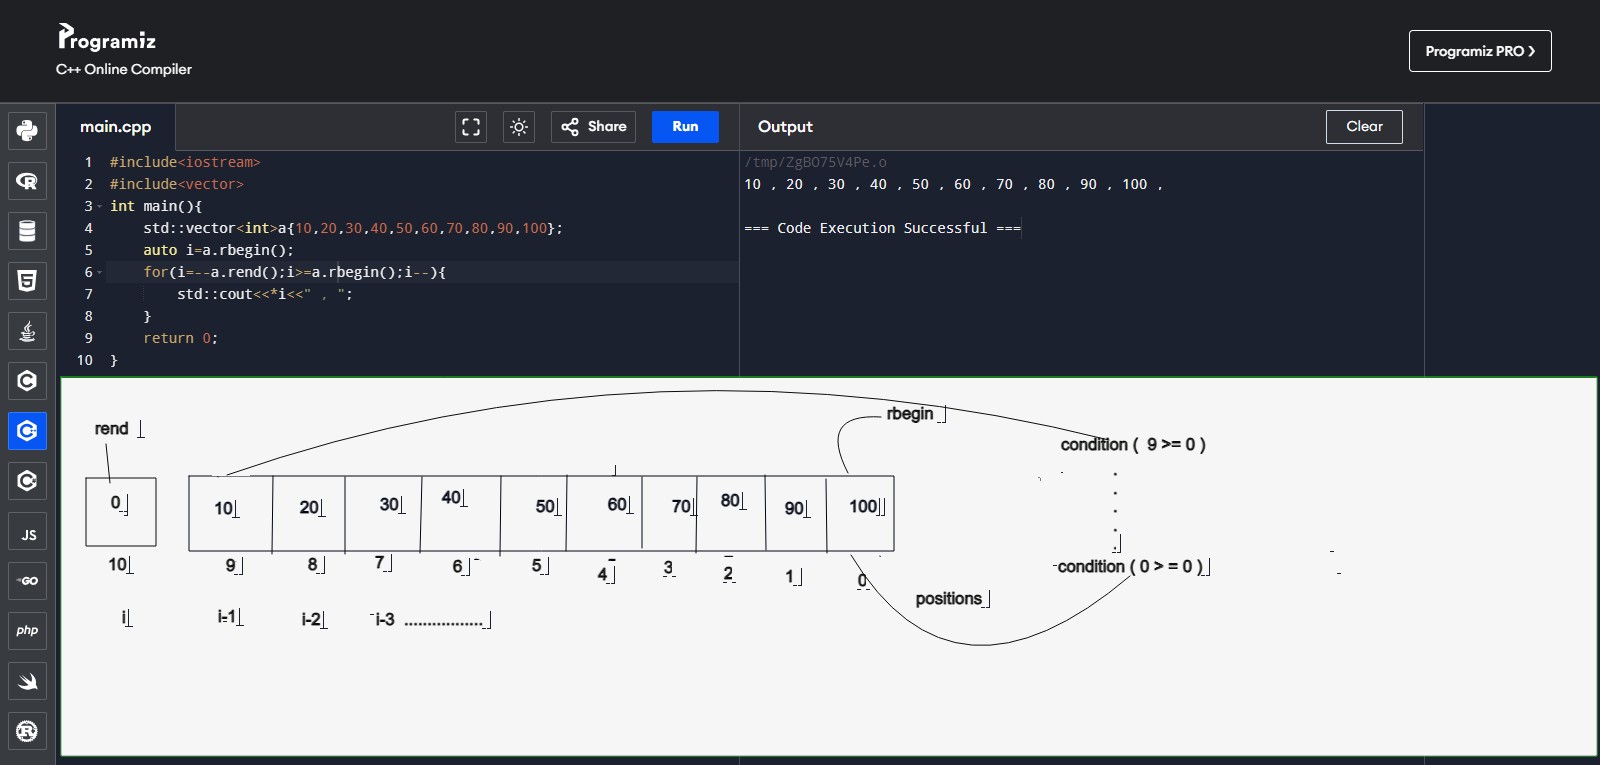 Programiz
C++ Online Compiler
Programiz PRO ❯
main.cpp
Share
Run
Output
Clear
1 #include<iostream>
2 #include<vector>
3 int main(){
4 std::vector<int>a{10,20,30,40,50,60,70,80,90,100};
5 auto i=a.rbegin();
6 for(i=--a.rend();i>=a.rbegin();i--){
7 std::cout<<*i<<" , ";
8 }
9 return 0;
10 }
/tmp/ZgBO75V4Pe.o
10 , 20 , 30 , 40 , 50 , 60 , 70 , 80 , 90 , 100 ,
=== Code Execution Successful ===
JS
GO
php
rend
rbegin
condition ( 9 >= 0 )
0 10 20 30 40 50 60 70 80 90 100
10 9 8 7 6 5 4 3 2 1 0
condition ( 0 > = 0 )
positions
i i-1 i-2 i-3 .................